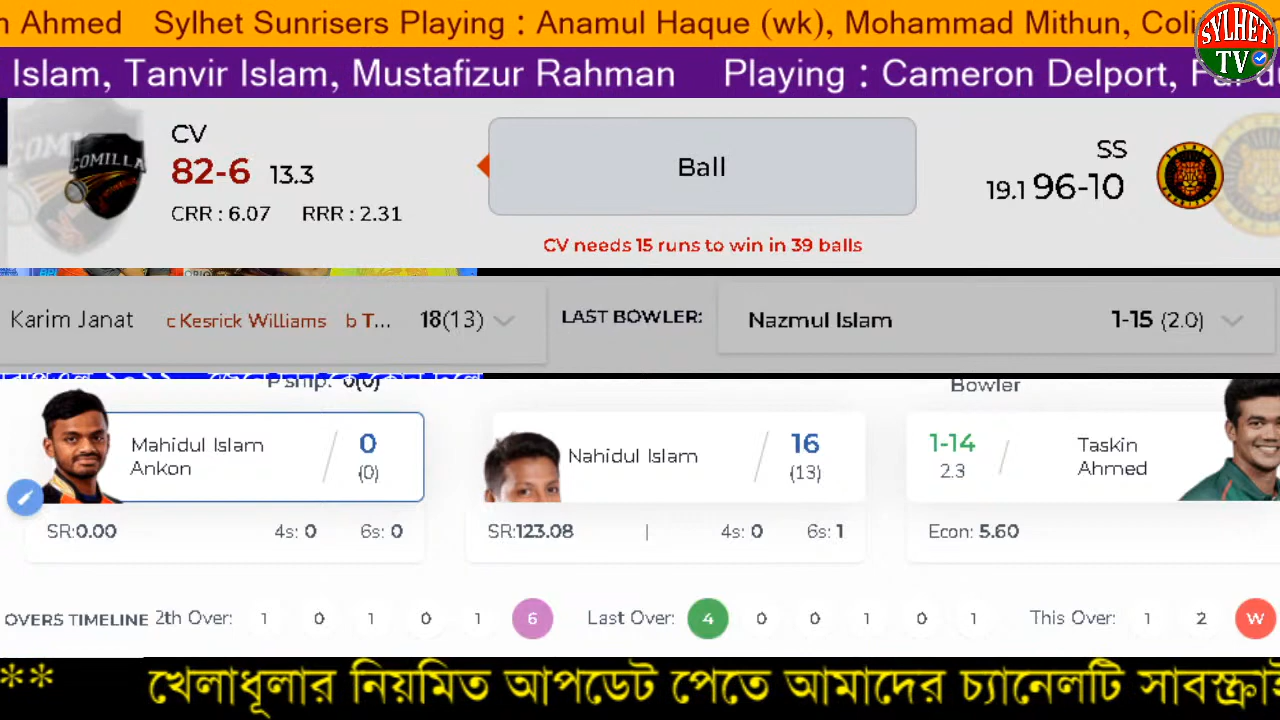 Ahmed Sylhet Sunrisers Playing : Anamul Haque (wk), Mohammad Mithun,
SYLHET
TV
Islam, Tanvir Islam, Mustafizur Rahman Playing : Cameron Delport,
COMILLA
CV
82-6 13.3
CRR : 6.07 RRR : 2.31
Ball
CV needs 15 runs to win in 39 balls
SS
19.1 96-10
Karim Janat c Kesrick Williams b T... 18(13)
LAST BOWLER: Nazmul Islam 1-15 (2.0)
P'ship: 0(0)
Bowler
Mahidul Islam Ankon 0 (0)
SR:0.00 4s: 0 6s: 0
Nahidul Islam 16 (13)
SR:123.08 | 4s: 0 6s: 1
1-14 2.3 Taskin Ahmed
Econ: 5.60
OVERS TIMELINE 2th Over: 1 0 1 0 1 6 Last Over: 4 0 0 1 0 1 This Over: 1 2 W
** খেলাধূলার নিয়মিত আপডেট পেতে আমাদের চ্যানেলটি